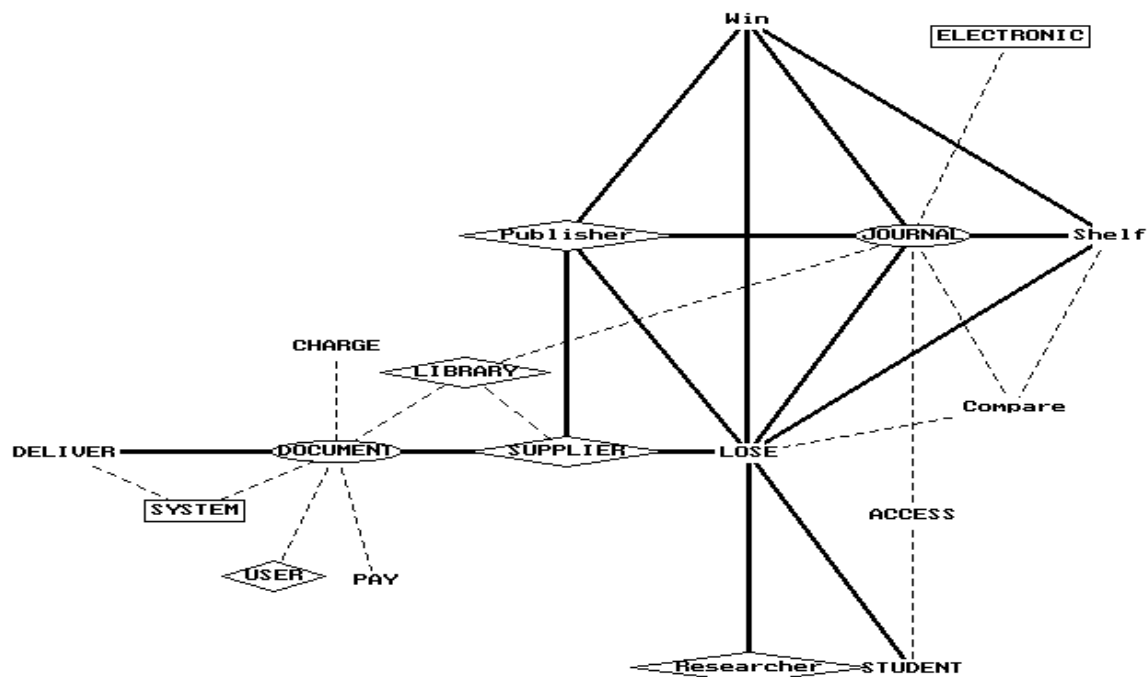 Win
ELECTRONIC
Publisher
JOURNAL
Shelf
CHARGE
LIBRARY
Compare
DELIVER
DOCUMENT
SUPPLIER
LOSE
SYSTEM
ACCESS
USER
PAY
Researcher
STUDENT